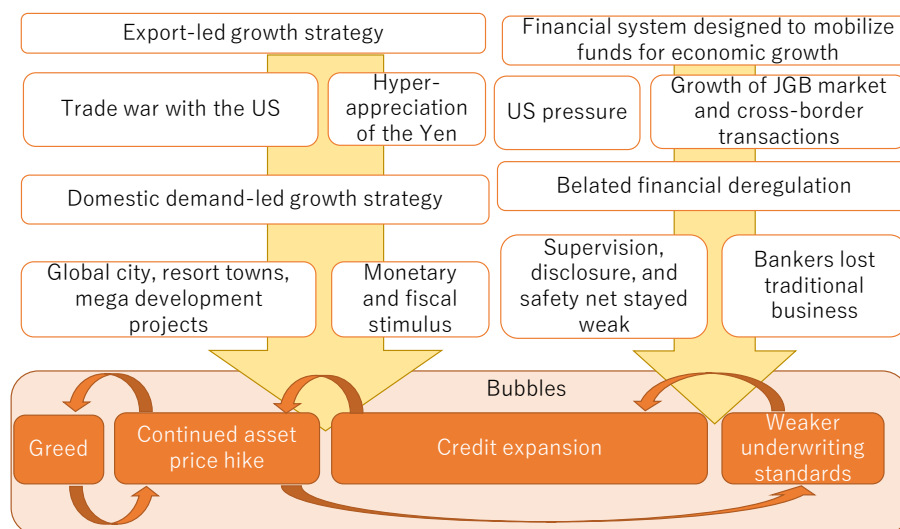 Export-led growth strategy
Financial system designed to mobilize
funds for economic growth
Trade war with the US
Hyper-
appreciation
of the Yen
US pressure
Growth of JGB market
and cross-border
transactions
Domestic demand-led growth strategy
Belated financial deregulation
Global city, resort towns,
mega development
projects
Monetary
and fiscal
stimulus
Supervision,
disclosure, and
safety net stayed
weak
Bankers lost
traditional
business
Bubbles
Greed
Continued asset
price hike
Credit expansion
Weaker
underwriting
standards